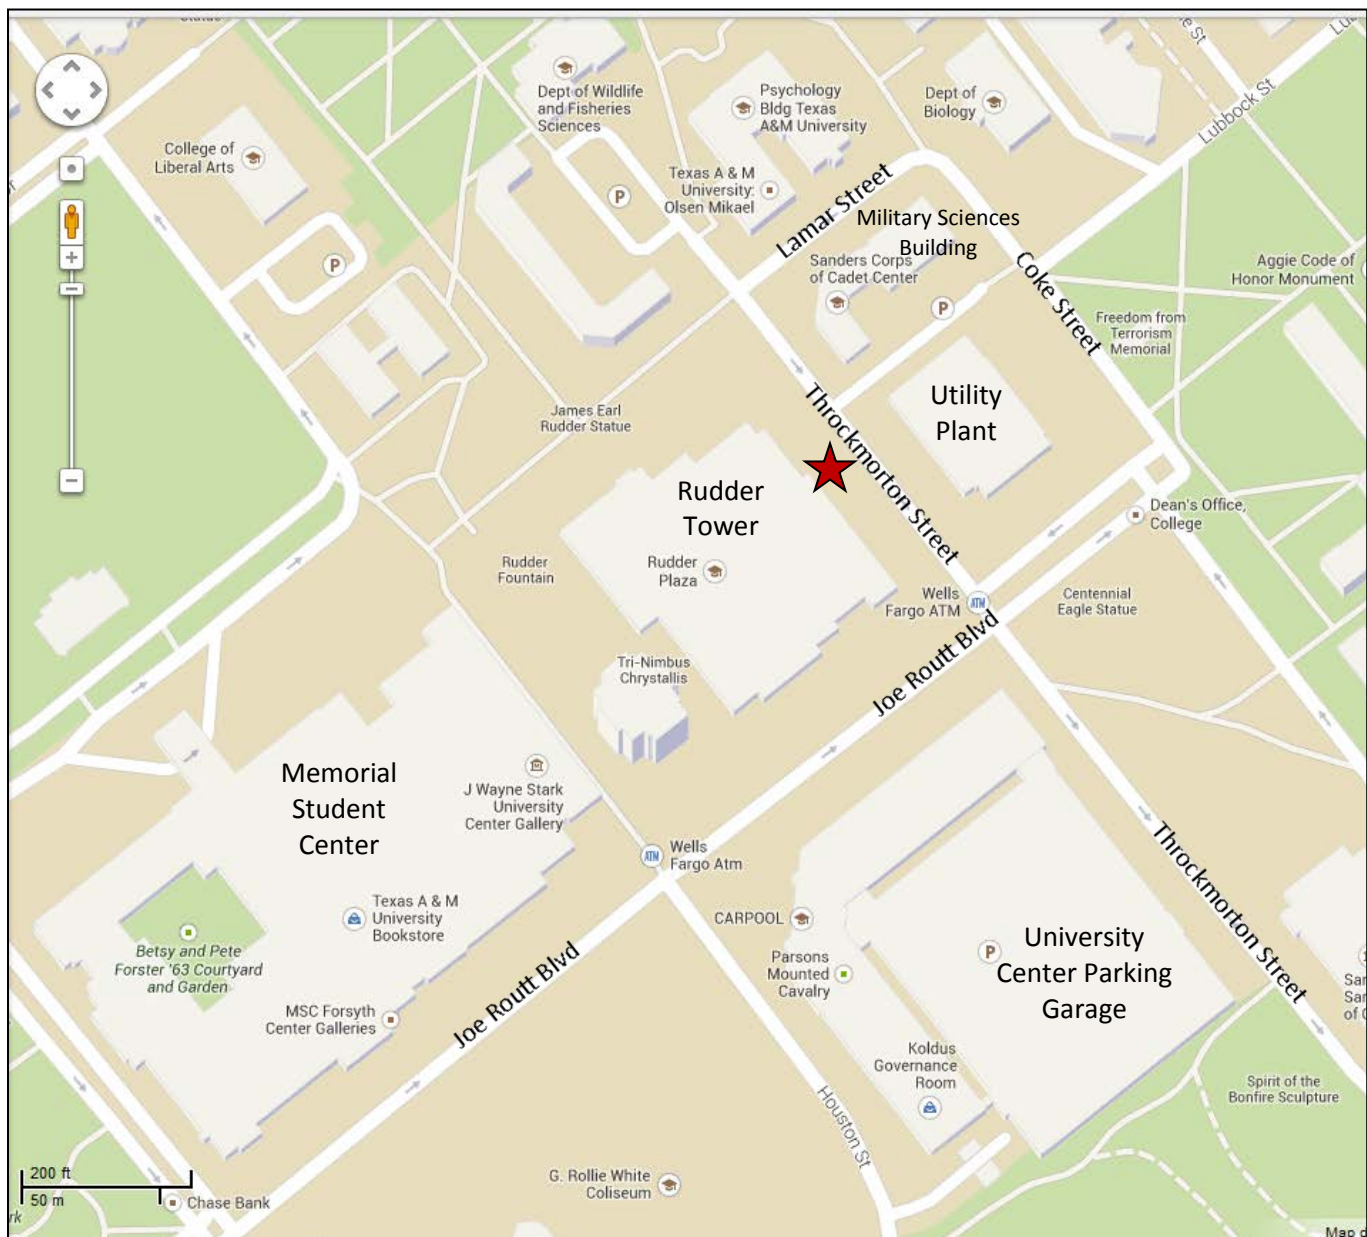 Lubbock St
Dept of Wildlife
and Fisheries
Sciences
Psychology
Bldg Texas
A&M University
Dept of
Biology
College of
Liberal Arts
Texas A & M
University:
Olsen Mikael
P
Lamar Street
Military Sciences
Building
Sanders Corps
of Cadet Center
P
P
Coke Street
Aggie Code of
Honor Monument
Freedom from
Terrorism
Memorial
Throckmorton Street
Utility
Plant
James Earl
Rudder Statue
Rudder
Tower
Dean's Office,
College
Rudder
Fountain
Rudder
Plaza
Wells
Fargo ATM
ATM
Centennial
Eagle Statue
Joe Routt Blvd
Tri-Nimbus
Chrystallis
Memorial
Student
Center
J Wayne Stark
University
Center Gallery
ATM
Wells
Fargo Atm
Throckmorton Street
Texas A & M
University
Bookstore
CARPOOL
Betsy and Pete
Forster '63 Courtyard
and Garden
Parsons
Mounted
Cavalry
P
University
Center Parking
Garage
MSC Forsyth
Center Galleries
Joe Routt Blvd
Koldus
Governance
Room
Houston St
Spirit of the
Bonfire Sculpture
200 ft
50 m
Chase Bank
G. Rollie White
Coliseum